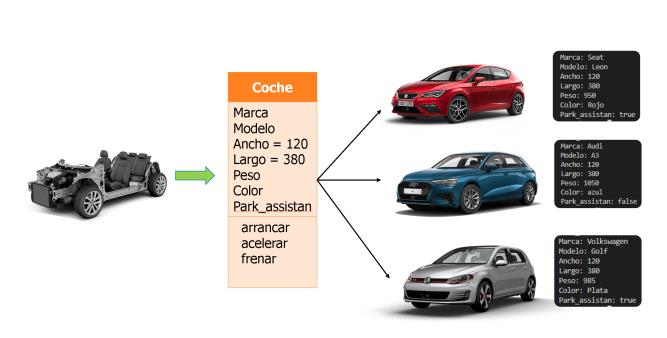 Coche
Marca
Modelo
Ancho = 120
Largo = 380
Peso
Color
Park_assistan
arrancar
acelerar
frenar
Marca: Seat
Modelo: Leon
Ancho: 120
Largo: 380
Peso: 950
Color: Rojo
Park_assistan: true
Marca: Audi
Modelo: A3
Ancho: 120
Largo: 380
Peso: 1050
Color: azul
Park_assistan: false
Marca: Volkswagen
Modelo: Golf
Ancho: 120
Largo: 380
Peso: 985
Color: Plata
Park_assistan: true